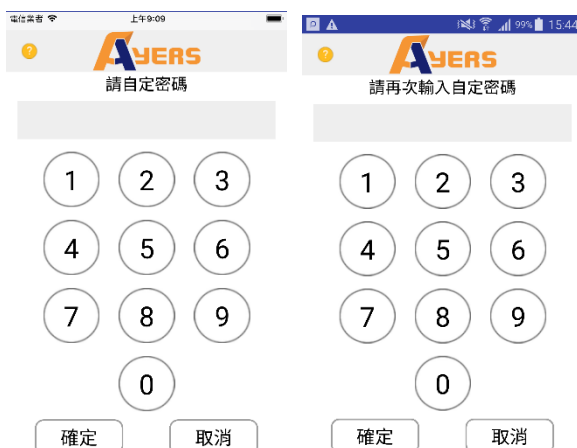 電信業者 上午9:09
AYERS
請自定密碼
1 2 3
4 5 6
7 8 9
0
確定 取消
99% 15:44
AYERS
請再次輸入自定密碼
1 2 3
4 5 6
7 8 9
0
確定 取消